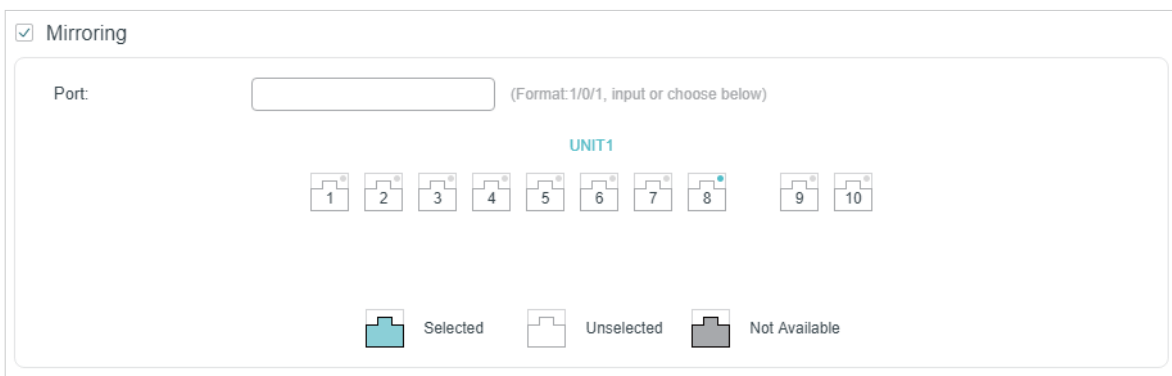 Mirroring
Port: (Format:1/0/1, input or choose below)
UNIT1
1 2 3 4 5 6 7 8 9 10
Selected Unselected Not Available